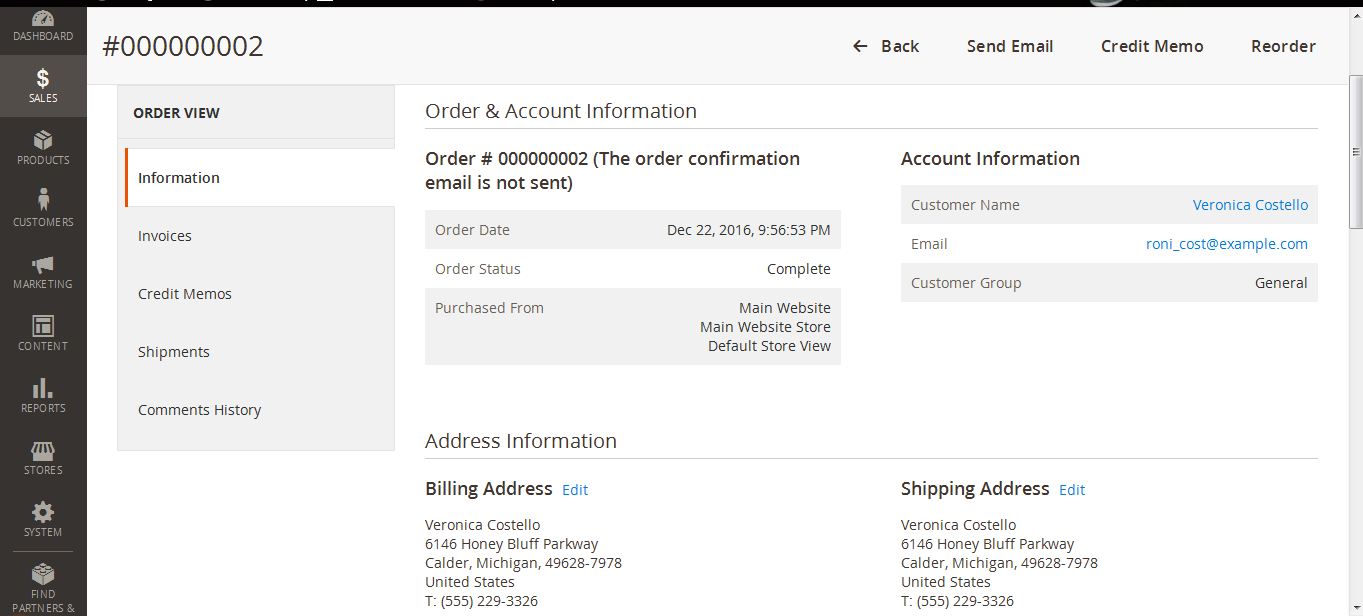 DASHBOARD
SALES
PRODUCTS
CUSTOMERS
MARKETING
CONTENT
REPORTS
STORES
SYSTEM
FIND
PARTNERS &
#000000002
Back
Send Email
Credit Memo
Reorder
ORDER VIEW
Information
Invoices
Credit Memos
Shipments
Comments History
Order & Account Information
Order # 000000002 (The order confirmation
email is not sent)
Order Date Dec 22, 2016, 9:56:53 PM
Order Status Complete
Purchased From Main Website
Main Website Store
Default Store View
Account Information
Customer Name Veronica Costello
Email roni_cost@example.com
Customer Group General
Address Information
Billing Address Edit
Veronica Costello
6146 Honey Bluff Parkway
Calder, Michigan, 49628-7978
United States
T: (555) 229-3326
Shipping Address Edit
Veronica Costello
6146 Honey Bluff Parkway
Calder, Michigan, 49628-7978
United States
T: (555) 229-3326